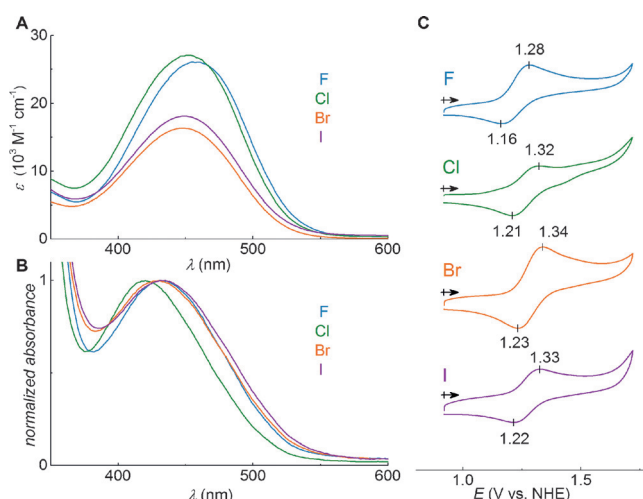 A
30
20
10
0
ε (10³ M⁻¹ cm⁻¹)
F
Cl
Br
I
400
500
600
λ (nm)
B
1
0
normalized absorbance
F
Cl
Br
I
400
500
600
λ (nm)
C
F
1.28
1.16
Cl
1.32
1.21
Br
1.34
1.23
I
1.33
1.22
1.0
1.5
E (V vs. NHE)